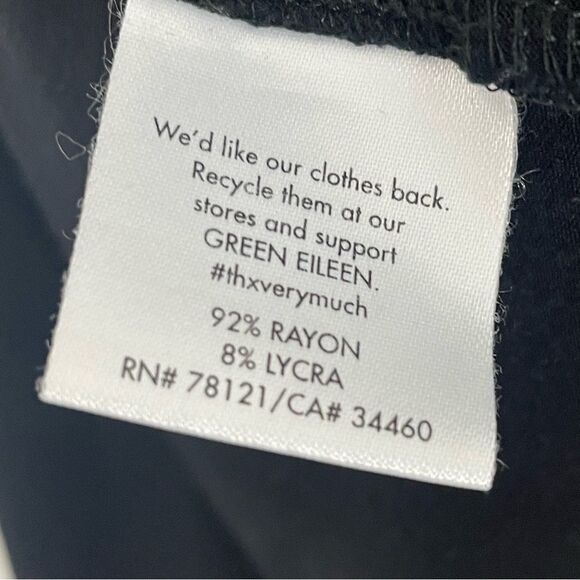 We'd like our clothes back.
Recycle them at our
stores and support
GREEN EILEEN.
#thxverymuch
92% RAYON
8% LYCRA
RN# 78121/CA# 34460